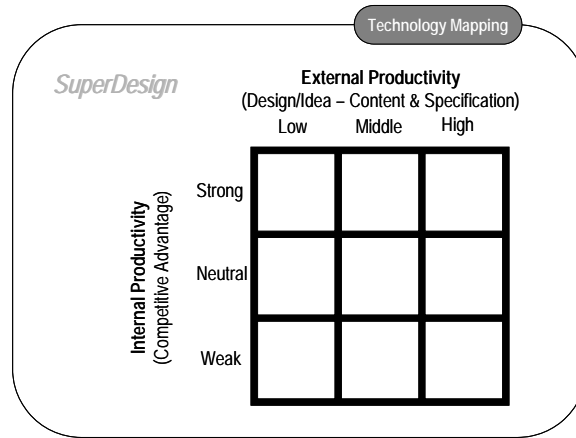 Technology Mapping
SuperDesign
External Productivity
(Design/Idea – Content & Specification)
Low Middle High
Internal Productivity
(Competitive Advantage)
Strong
Neutral
Weak